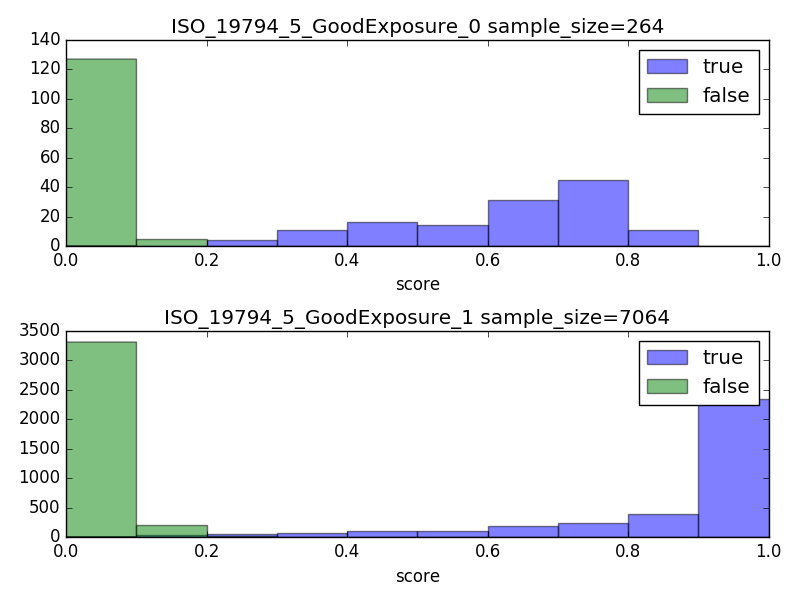 ISO_19794_5_GoodExposure_0 sample_size=264
140
120
100
80
60
40
20
0
true
false
0.0 0.2 0.4 0.6 0.8 1.0
score
ISO_19794_5_GoodExposure_1 sample_size=7064
3500
3000
2500
2000
1500
1000
500
0
true
false
0.0 0.2 0.4 0.6 0.8 1.0
score